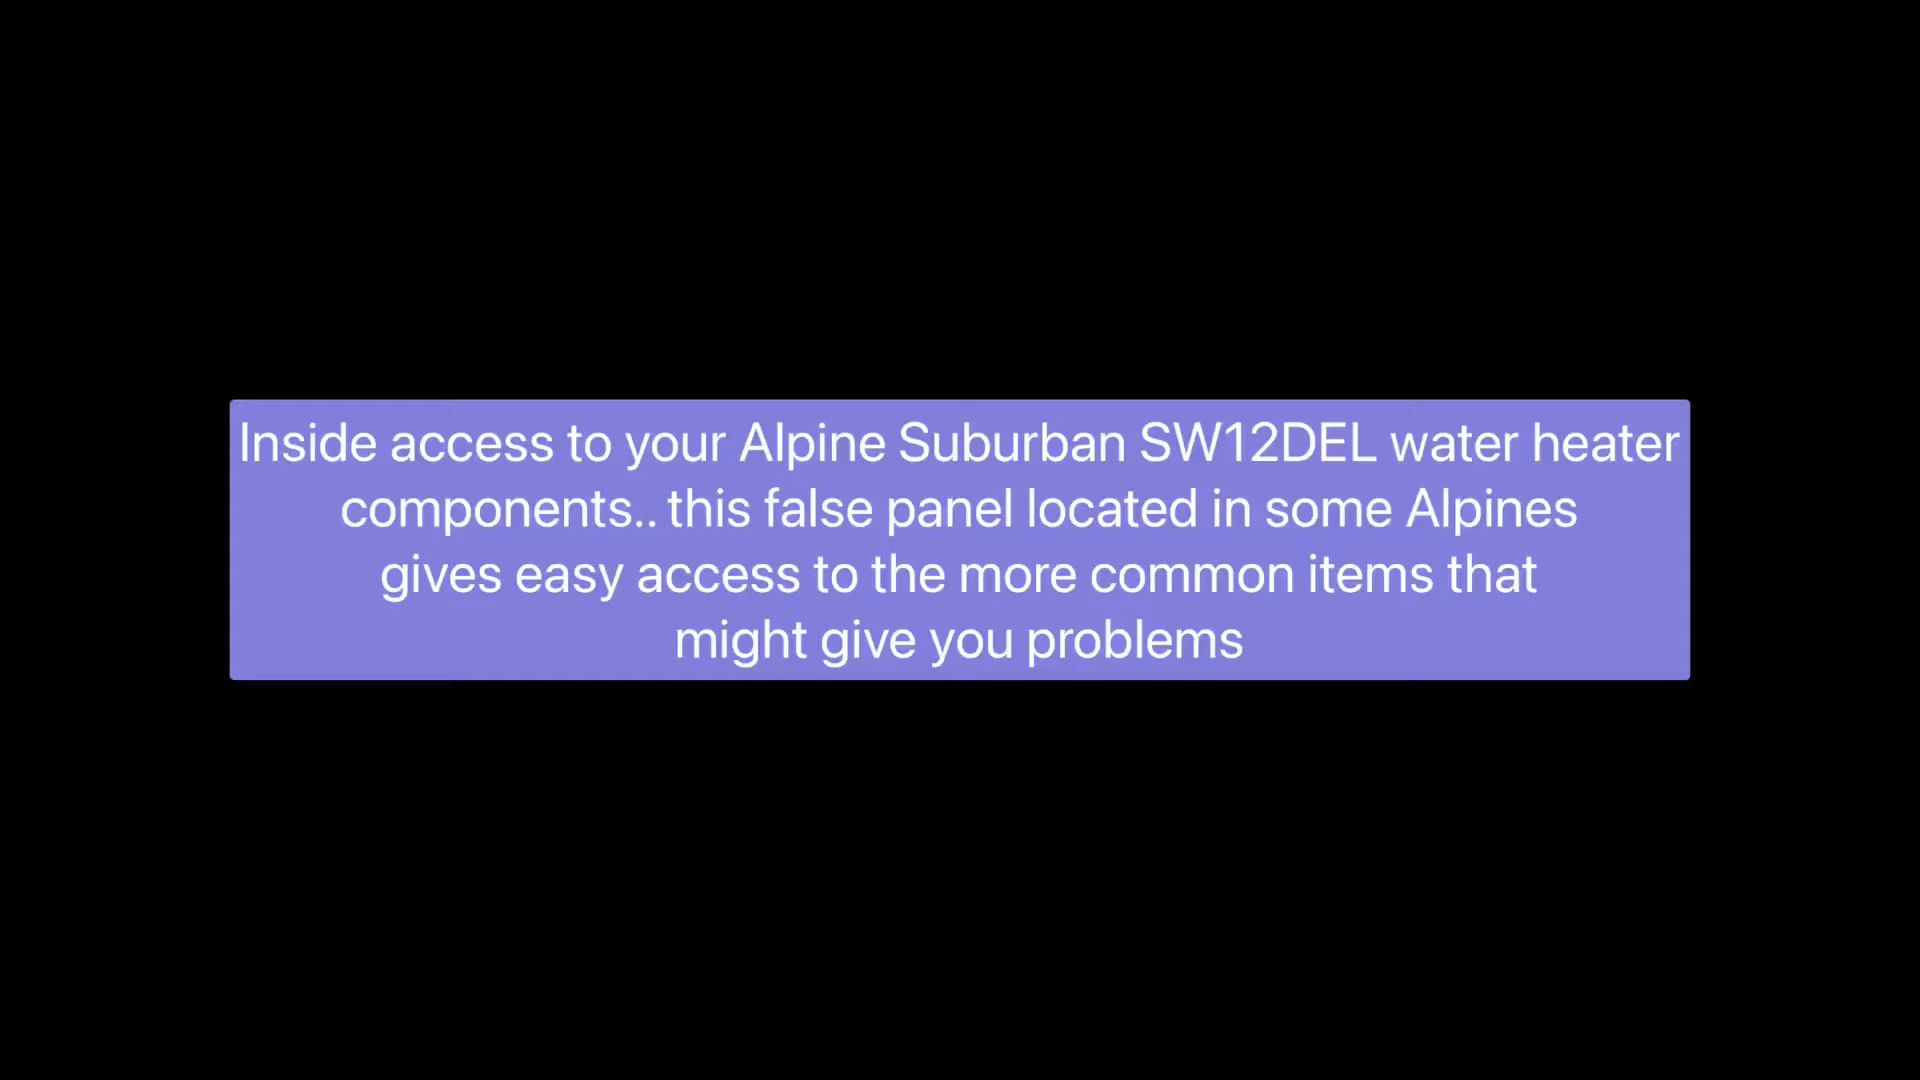 Inside access to your Alpine Suburban SW12DEL water heater
components.. this false panel located in some Alpines
gives easy access to the more common items that
might give you problems